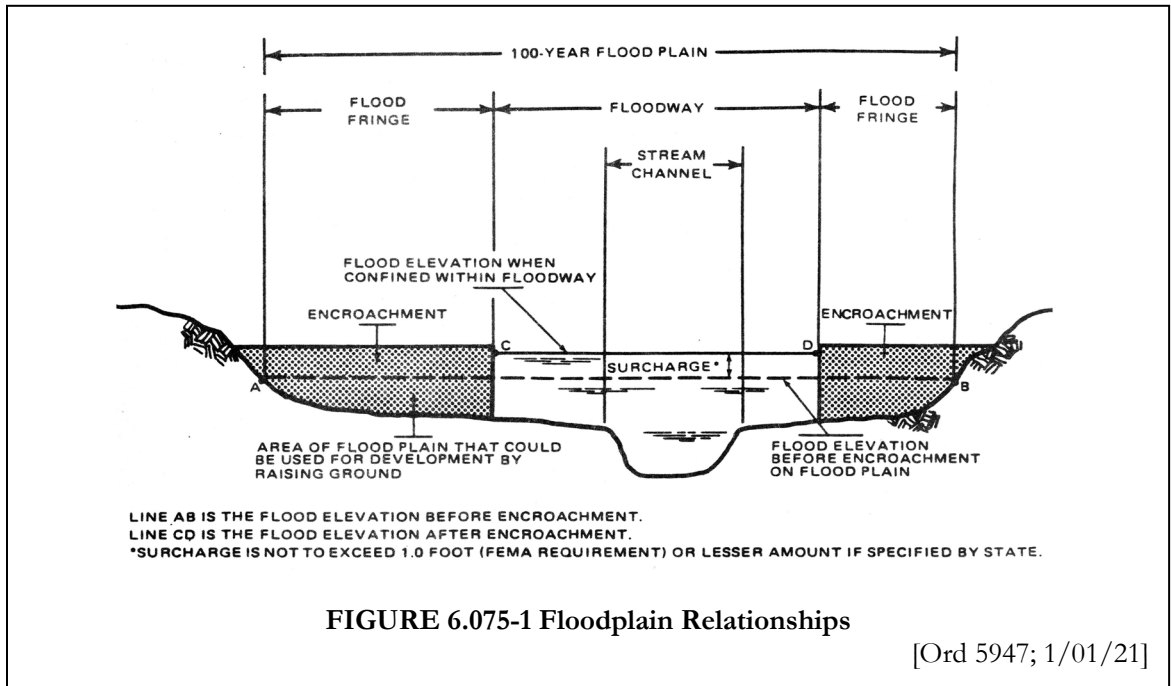 100-YEAR FLOOD PLAIN
FLOOD
FRINGE
FLOODWAY
FLOOD
FRINGE
STREAM
CHANNEL
FLOOD ELEVATION WHEN
CONFINED WITHIN FLOODWAY
ENCROACHMENT
ENCROACHMENT
C
D
SURCHARGE*
A
B
AREA OF FLOOD PLAIN THAT COULD
BE USED FOR DEVELOPMENT BY
RAISING GROUND
FLOOD ELEVATION
BEFORE ENCROACHMENT
ON FLOOD PLAIN
LINE AB IS THE FLOOD ELEVATION BEFORE ENCROACHMENT.
LINE CD IS THE FLOOD ELEVATION AFTER ENCROACHMENT.
*SURCHARGE IS NOT TO EXCEED 1.0 FOOT (FEMA REQUIREMENT) OR LESSER AMOUNT IF SPECIFIED BY STATE.
FIGURE 6.075-1 Floodplain Relationships
[Ord 5947; 1/01/21]